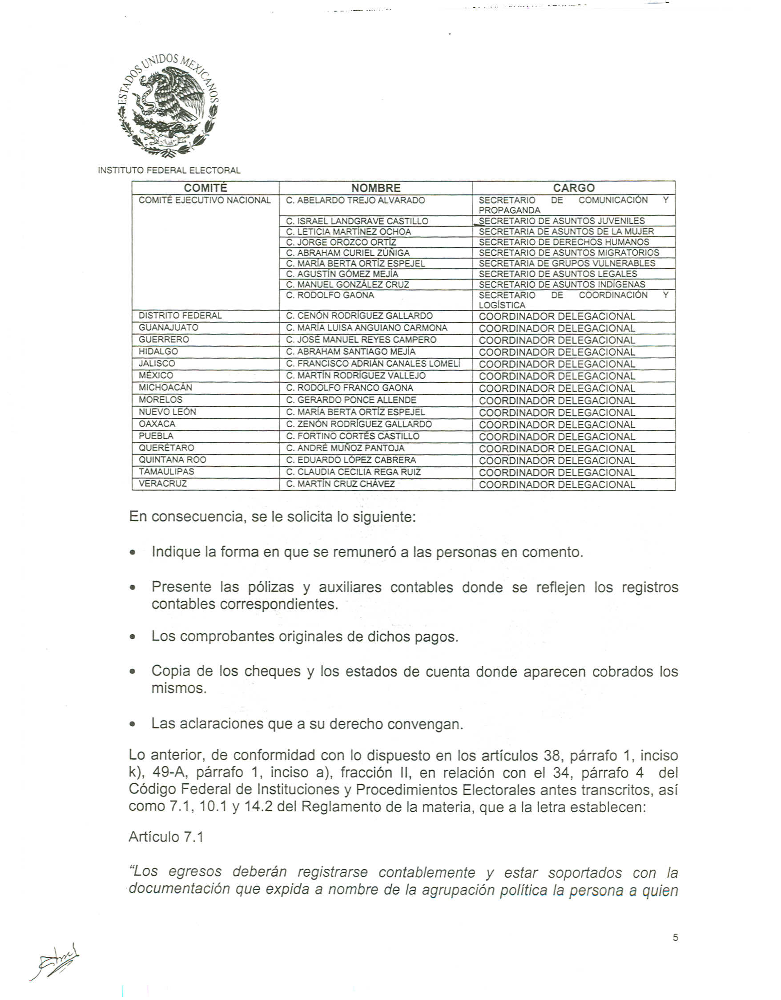 ESTADOS UNIDOS MEXICANOS
INSTITUTO FEDERAL ELECTORAL
COMITÉ NOMBRE CARGO
COMITÉ EJECUTIVO NACIONAL C. ABELARDO TREJO ALVARADO SECRETARIO DE COMUNICACIÓN Y
PROPAGANDA
C. ISRAEL LANDGRAVE CASTILLO SECRETARIO DE ASUNTOS JUVENILES
C. LETICIA MARTÍNEZ OCHOA SECRETARIA DE ASUNTOS DE LA MUJER
C. JORGE OROZCO ORTÍZ SECRETARIO DE DERECHOS HUMANOS
C. ABRAHAM CURIEL ZÚÑIGA SECRETARIO DE ASUNTOS MIGRATORIOS
C. MARÍA BERTA ORTÍZ ESPEJEL SECRETARIA DE GRUPOS VULNERABLES
C. AGUSTÍN GÓMEZ MEJÍA SECRETARIO DE ASUNTOS LEGALES
C. MANUEL GONZÁLEZ CRUZ SECRETARIO DE ASUNTOS INDÍGENAS
C. RODOLFO GAONA SECRETARIO DE COORDINACIÓN Y
LOGÍSTICA
DISTRITO FEDERAL C. CENÓN RODRÍGUEZ GALLARDO COORDINADOR DELEGACIONAL
GUANAJUATO C. MARÍA LUISA ANGUIANO CARMONA COORDINADOR DELEGACIONAL
GUERRERO C. JOSÉ MANUEL REYES CAMPERO COORDINADOR DELEGACIONAL
HIDALGO C. ABRAHAM SANTIAGO MEJÍA COORDINADOR DELEGACIONAL
JALISCO C. FRANCISCO ADRIÁN CANALES LOMELÍ COORDINADOR DELEGACIONAL
MÉXICO C. MARTÍN RODRÍGUEZ VALLEJO COORDINADOR DELEGACIONAL
MICHOACÁN C. RODOLFO FRANCO GAONA COORDINADOR DELEGACIONAL
MORELOS C. GERARDO PONCE ALLENDE COORDINADOR DELEGACIONAL
NUEVO LEÓN C. MARÍA BERTA ORTÍZ ESPEJEL COORDINADOR DELEGACIONAL
OAXACA C. ZENÓN RODRÍGUEZ GALLARDO COORDINADOR DELEGACIONAL
PUEBLA C. FORTINO CORTÉS CASTILLO COORDINADOR DELEGACIONAL
QUERÉTARO C. ANDRÉ MUÑOZ PANTOJA COORDINADOR DELEGACIONAL
QUINTANA ROO C. EDUARDO LÓPEZ CABRERA COORDINADOR DELEGACIONAL
TAMAULIPAS C. CLAUDIA CECILIA REGA RUIZ COORDINADOR DELEGACIONAL
VERACRUZ C. MARTÍN CRUZ CHÁVEZ COORDINADOR DELEGACIONAL
En consecuencia, se le solicita lo siguiente:
• Indique la forma en que se remuneró a las personas en comento.
• Presente las pólizas y auxiliares contables donde se reflejen los registros
contables correspondientes.
• Los comprobantes originales de dichos pagos.
• Copia de los cheques y los estados de cuenta donde aparecen cobrados los
mismos.
• Las aclaraciones que a su derecho convengan.
Lo anterior, de conformidad con lo dispuesto en los artículos 38, párrafo 1, inciso
k), 49-A, párrafo 1, inciso a), fracción II, en relación con el 34, párrafo 4 del
Código Federal de Instituciones y Procedimientos Electorales antes transcritos, así
como 7.1, 10.1 y 14.2 del Reglamento de la materia, que a la letra establecen:
Artículo 7.1
“Los egresos deberán registrarse contablemente y estar soportados con la
documentación que expida a nombre de la agrupación política la persona a quien
5